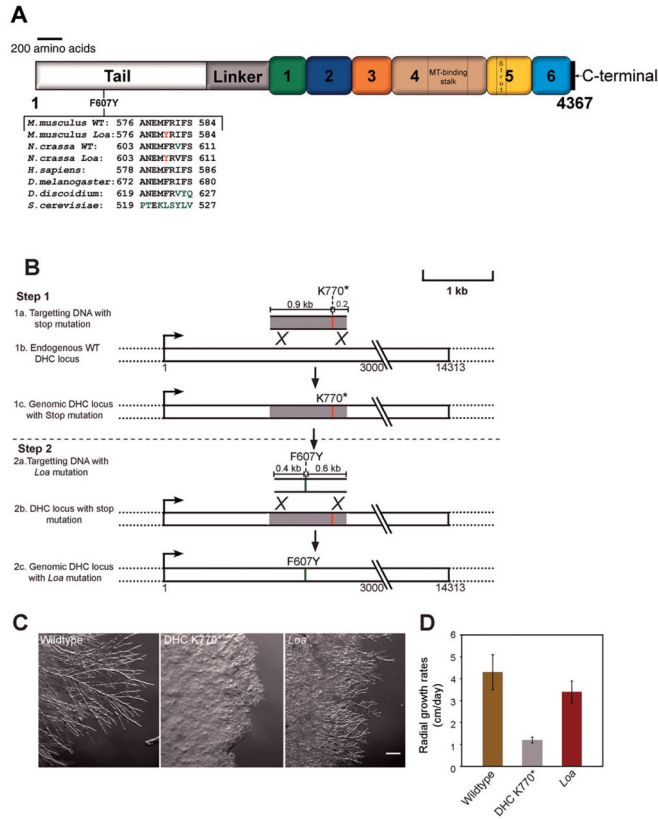 A
200 amino acids
Tail
Linker
1
2
3
4
MT-binding stalk
5
Strut
6
C-terminal
1
F607Y
4367
M.musculus WT: 576 ANEMFRIFS 584
M.musculus Loa: 576 ANEMYRIFS 584
N.crassa WT: 603 ANEMFRVFS 611
N.crassa Loa: 603 ANEMYRVFS 611
H.sapiens: 578 ANEMFRIFS 586
D.melanogaster: 672 ANEMFRIFS 680
D.discoidium: 619 ANEMFRVYQ 627
S.cerevisiae: 519 PTEKLSYLV 527
B
1 kb
Step 1
K770*
0.9 kb
0.2
1a. Targetting DNA with
stop mutation
X X
1b. Endogenous WT
DHC locus
1
3000
14313
1c. Genomic DHC locus
with Stop mutation
K770*
Step 2
F607Y
2a.Targetting DNA with
Loa mutation
0.4 kb
0.6 kb
X X
2b. DHC locus with stop
mutation
2c. Genomic DHC locus
with Loa mutation
F607Y
1
3000
14313
C
Wildtype
DHC K770*
Loa
D
Radial growth rates
(cm/day)
6
5
4
3
2
1
0
Wildtype
DHC K770*
Loa